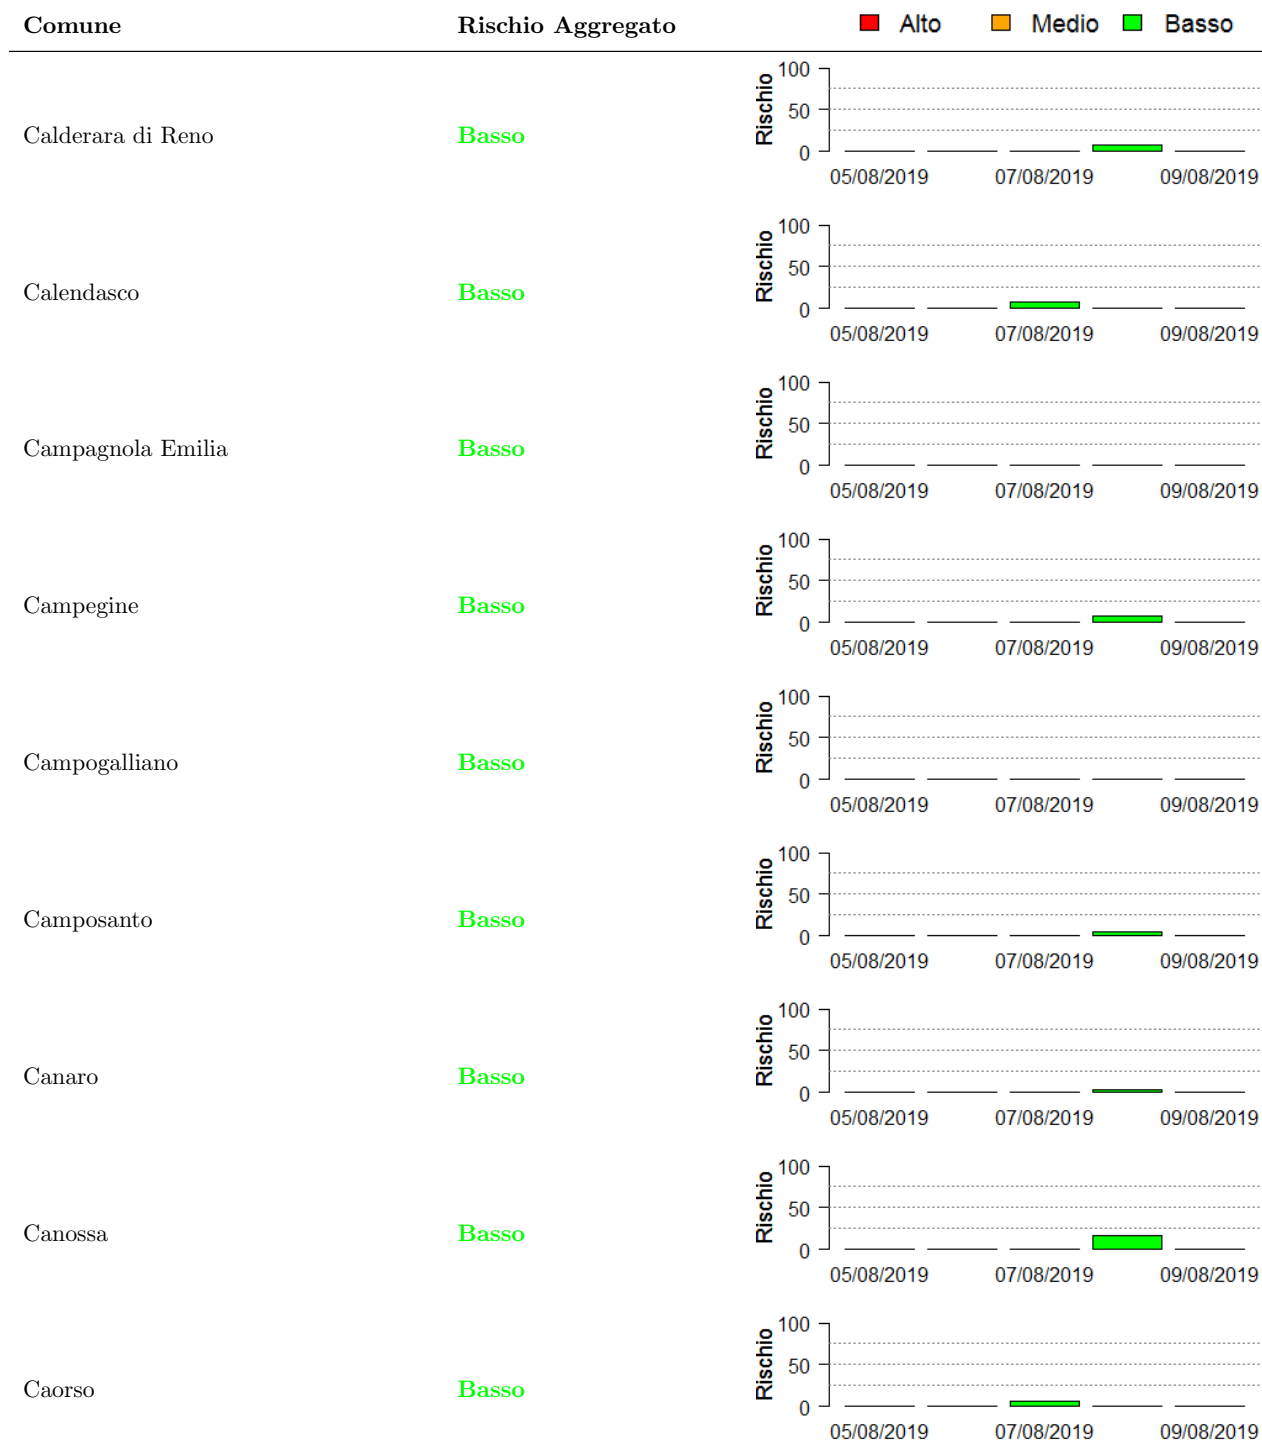 Comune Rischio Aggregato Alto Medio Basso
100
50
0
Rischio
Calderara di Reno Basso
05/08/2019 07/08/2019 09/08/2019
100
50
0
Rischio
Calendasco Basso
05/08/2019 07/08/2019 09/08/2019
100
50
0
Rischio
Campagnola Emilia Basso
05/08/2019 07/08/2019 09/08/2019
100
50
0
Rischio
Campegine Basso
05/08/2019 07/08/2019 09/08/2019
100
50
0
Rischio
Campogalliano Basso
05/08/2019 07/08/2019 09/08/2019
100
50
0
Rischio
Camposanto Basso
05/08/2019 07/08/2019 09/08/2019
100
50
0
Rischio
Canaro Basso
05/08/2019 07/08/2019 09/08/2019
100
50
0
Rischio
Canossa Basso
05/08/2019 07/08/2019 09/08/2019
100
50
0
Rischio
Caorso Basso
05/08/2019 07/08/2019 09/08/2019